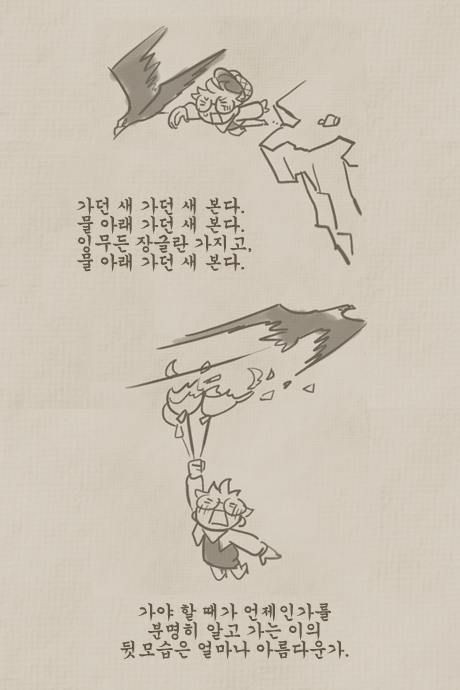 가던 새 가던 새 본다.
물 아래 가던 새 본다.
잉무든 장글란 가지고,
물 아래 가던 새 본다.
가야 할 때가 언제인가를
분명히 알고 가는 이의
뒷모습은 얼마나 아름다운가.